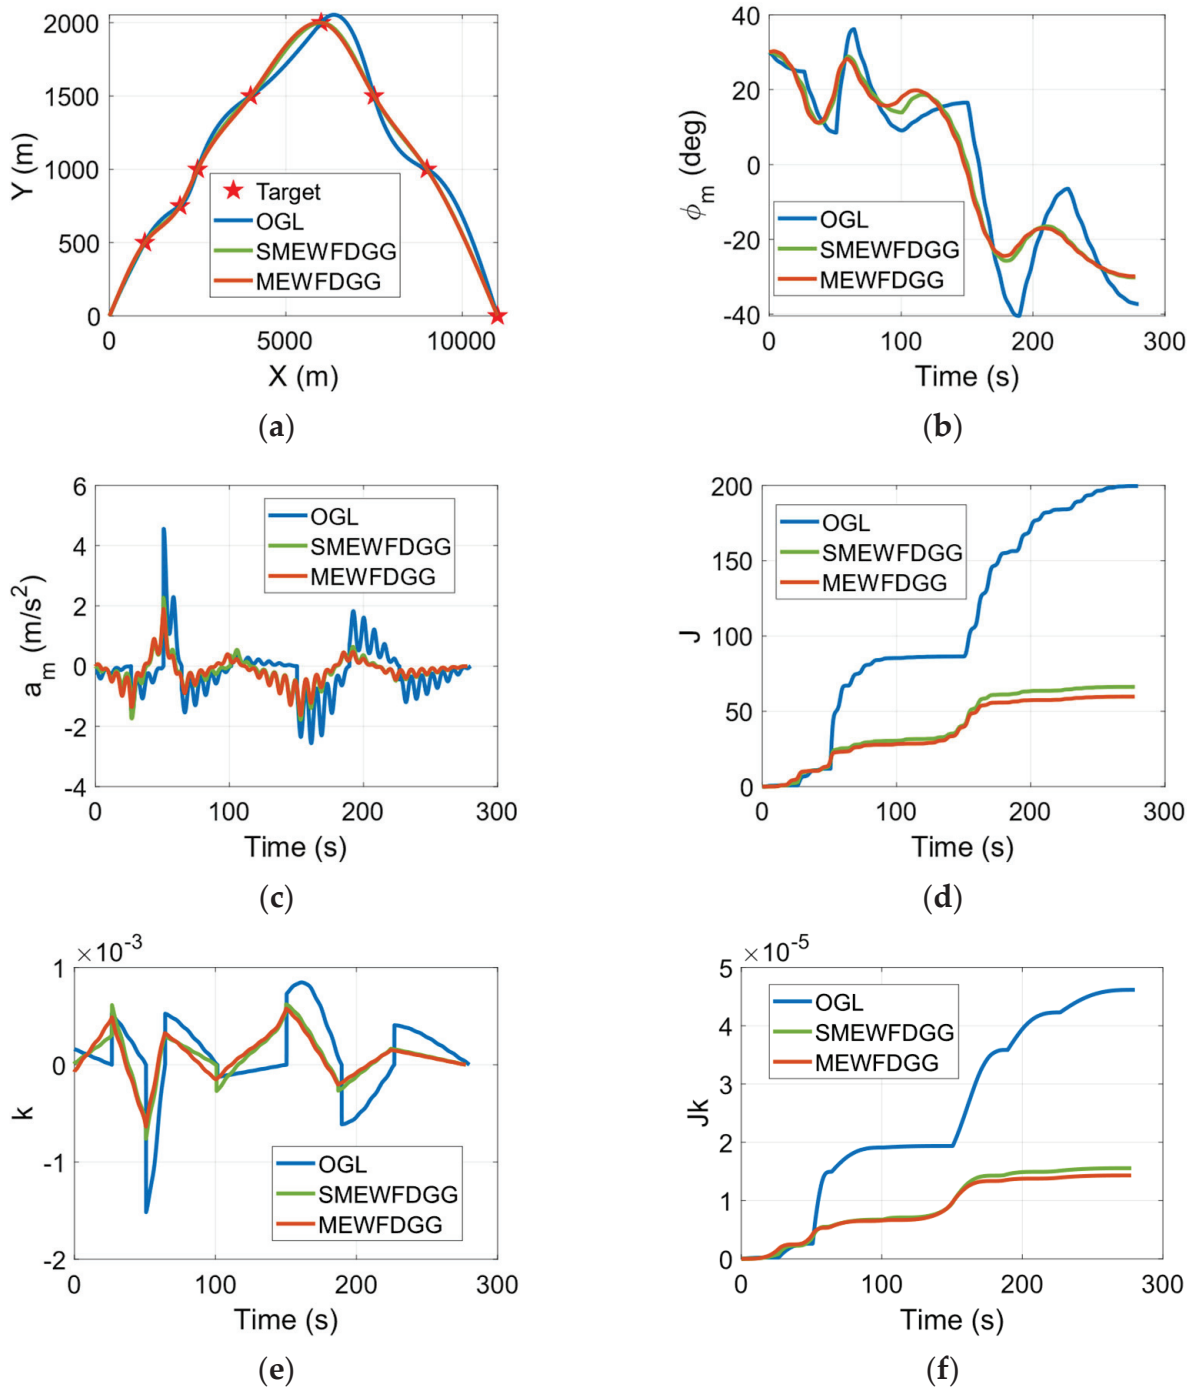 2000
1500
1000
500
0
Y (m)
Target
OGL
SMEWFDGG
MEWFDGG
0 5000 10000
X (m)
(a)
40
20
0
-20
-40
ϕm (deg)
OGL
SMEWFDGG
MEWFDGG
0 100 200 300
Time (s)
(b)
6
4
2
0
-2
-4
am (m/s2)
OGL
SMEWFDGG
MEWFDGG
0 100 200 300
Time (s)
(c)
200
150
100
50
0
J
OGL
SMEWFDGG
MEWFDGG
0 100 200 300
Time (s)
(d)
×10-3
1
0
-1
-2
k
OGL
SMEWFDGG
MEWFDGG
0 100 200 300
Time (s)
(e)
×10-5
5
4
3
2
1
0
Jk
OGL
SMEWFDGG
MEWFDGG
0 100 200 300
Time (s)
(f)